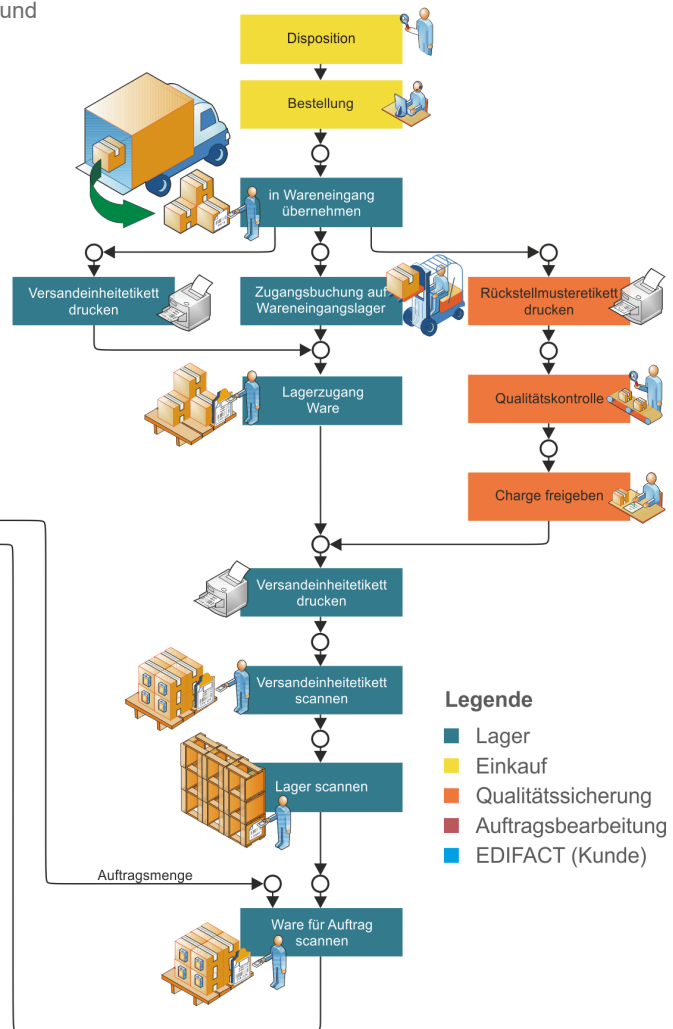 und
Disposition
Bestellung
in Wareneingang
übernehmen
Versandeinheitetikett
drucken
Zugangsbuchung auf
Wareneingangslager
Rückstellmusteretikett
drucken
Lagerzugang
Ware
Qualitätskontrolle
Charge freigeben
Versandeinheitetikett
drucken
Versandeinheitetikett
scannen
Lager scannen
Legende
Lager
Einkauf
Qualitätssicherung
Auftragsbearbeitung
EDIFACT (Kunde)
Auftragsmenge
Ware für Auftrag
scannen